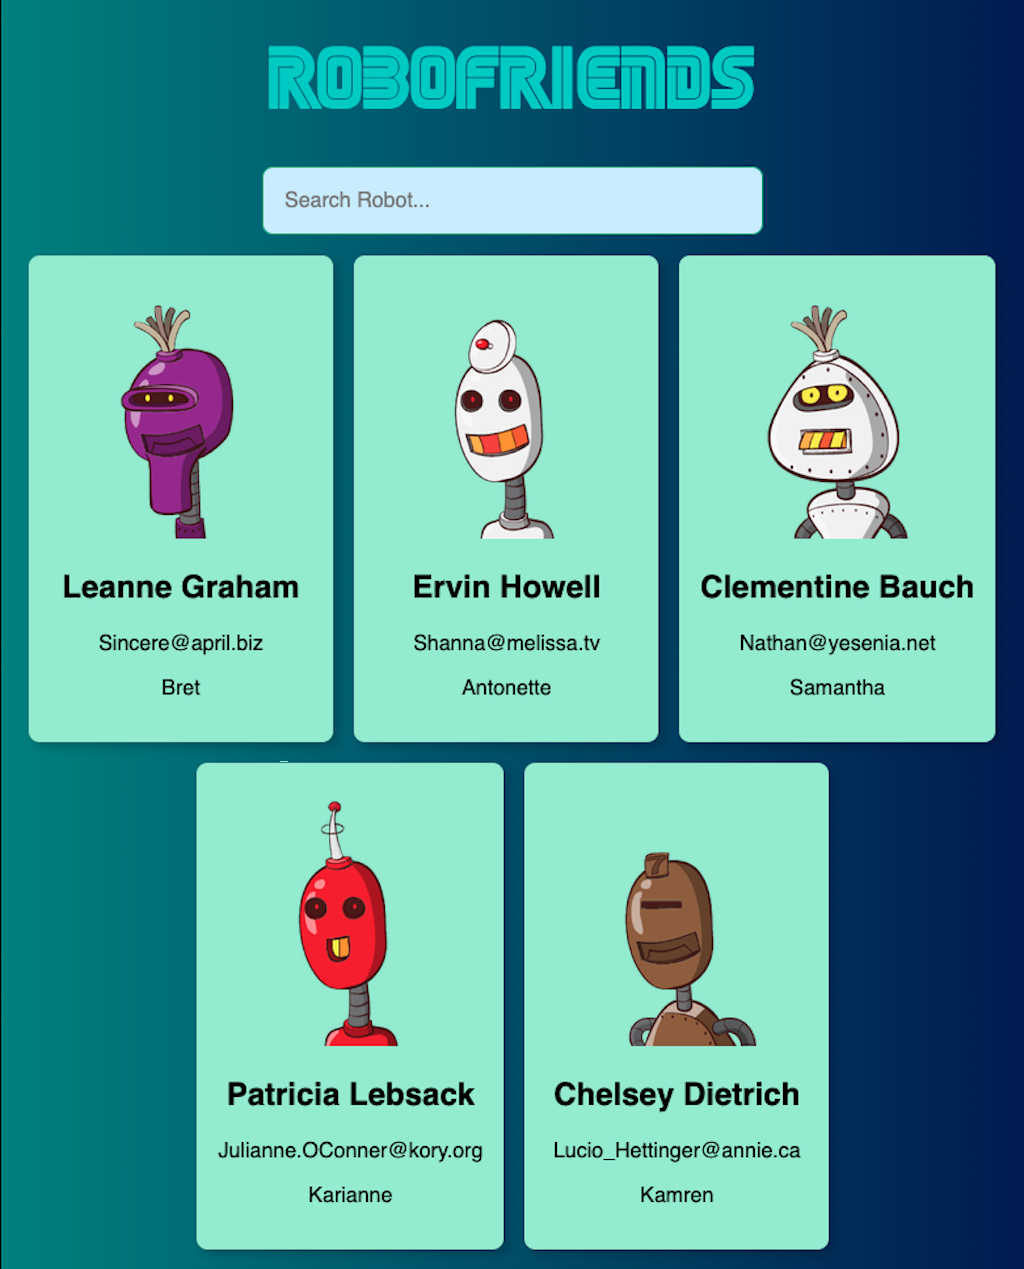 ROBOFRIENDS
Search Robot...
Leanne Graham
Sincere@april.biz
Bret
Ervin Howell
Shanna@melissa.tv
Antonette
Clementine Bauch
Nathan@yesenia.net
Samantha
7
Patricia Lebsack
Julianne.OConner@kory.org
Karianne
Chelsey Dietrich
Lucio_Hettinger@annie.ca
Kamren